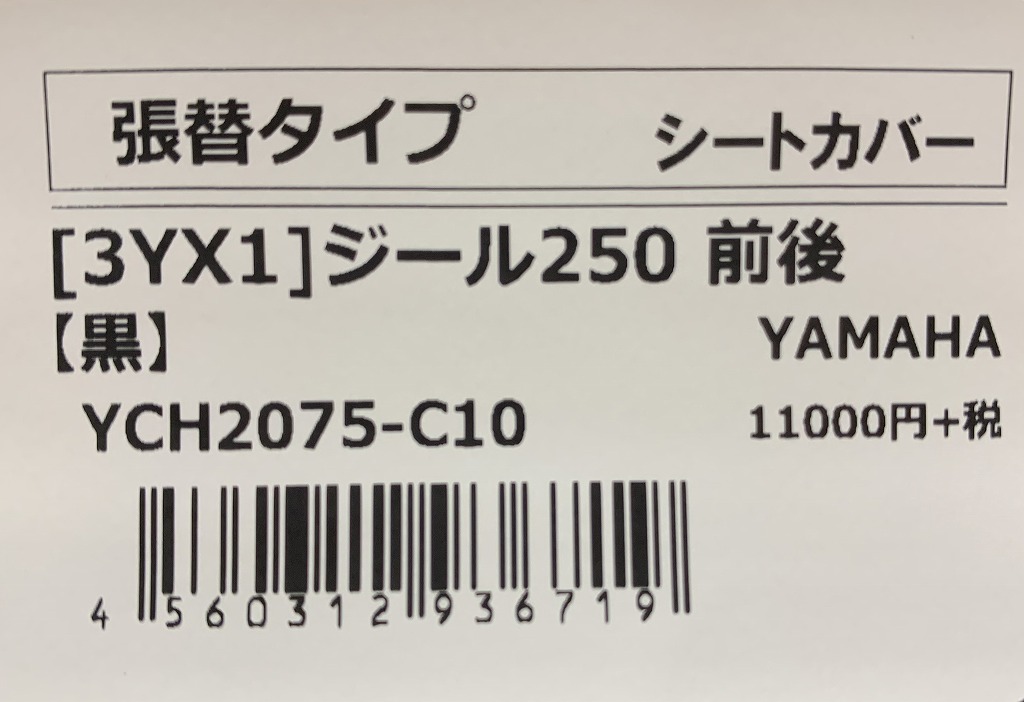 張替タイプ シートカバー
[3YX1]ジール250 前後
【黒】 YAMAHA
YCH2075-C10 11000円+税
4 560312 936719